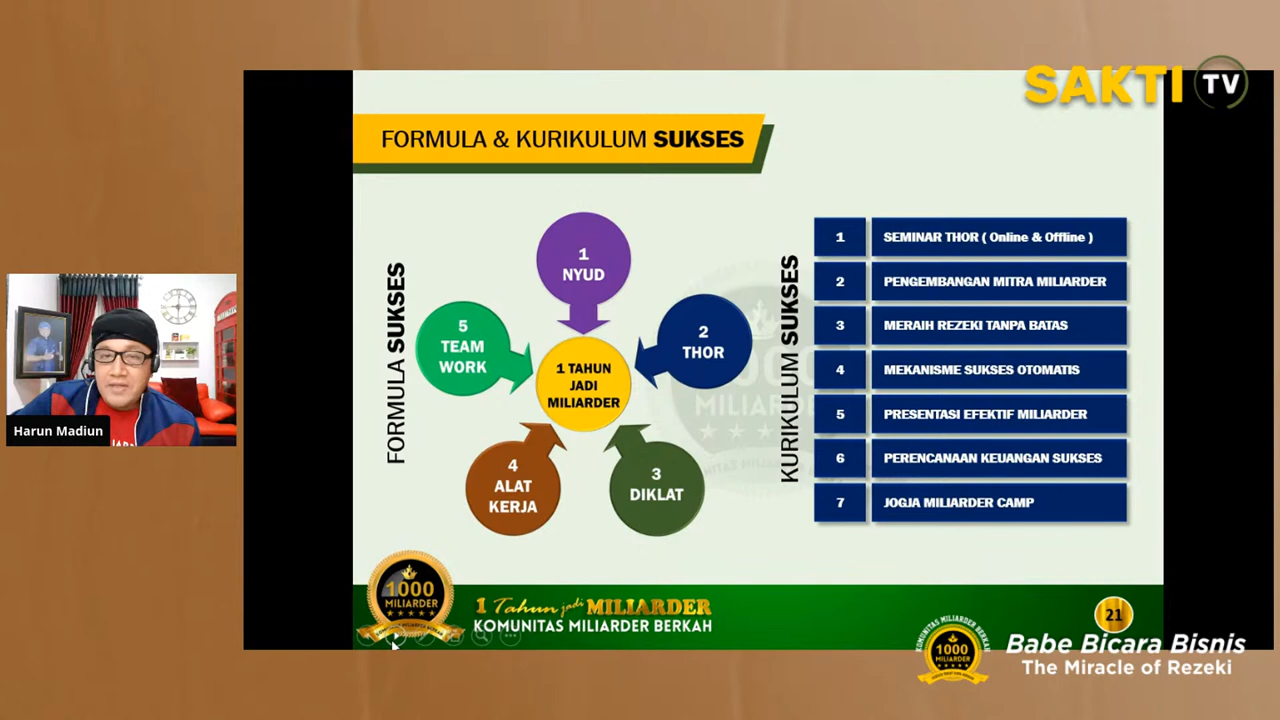 SAKTI TV
FORMULA & KURIKULUM SUKSES
FORMULA SUKSES
1
NYUD
2
THOR
3
DIKLAT
4
ALAT
KERJA
5
TEAM
WORK
1 TAHUN
JADI
MILIARDER
KURIKULUM SUKSES
1 SEMINAR THOR ( Online & Offline )
2 PENGEMBANGAN MITRA MILIARDER
3 MERAIH REZEKI TANPA BATAS
4 MEKANISME SUKSES OTOMATIS
5 PRESENTASI EFEKTIF MILIARDER
6 PERENCANAAN KEUANGAN SUKSES
7 JOGJA MILIARDER CAMP
Harun Madiun
1000
MILIARDER
1 Tahun jadi MILIARDER
KOMUNITAS MILIARDER BERKAH
21
KOMUNITAS MILIARDER BERKAH
1000
MILIARDER
Babe Bicara Bisnis
The Miracle of Rezeki